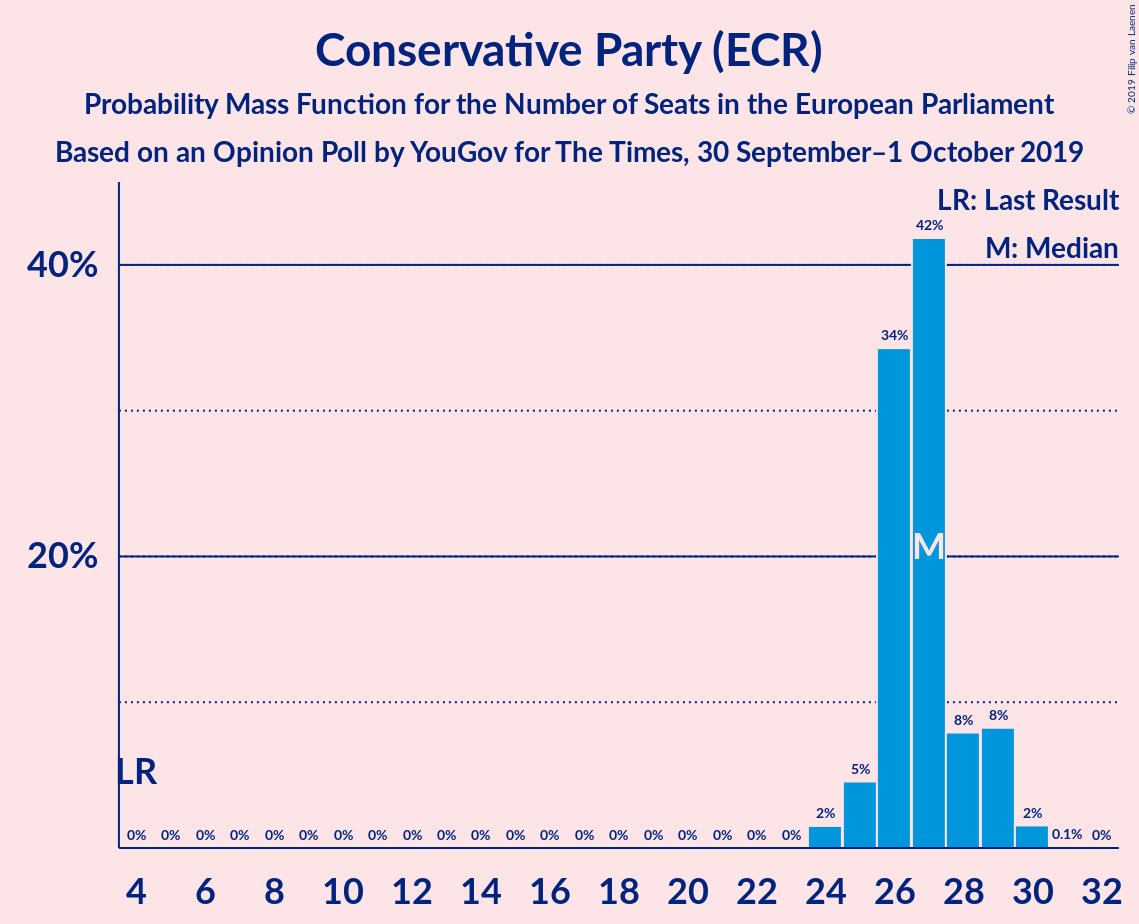 Conservative Party (ECR)
Probability Mass Function for the Number of Seats in the European Parliament
Based on an Opinion Poll by YouGov for The Times, 30 September–1 October 2019
© 2019 Filip van Laenen
LR: Last Result
M: Median
40%
20%
42%
34%
M
LR
0% 0% 0% 0% 0% 0% 0% 0% 0% 0% 0% 0% 0% 0% 0% 0% 0% 0% 0% 0% 2% 5% 8% 8% 2% 0.1% 0%
4 6 8 10 12 14 16 18 20 22 24 26 28 30 32